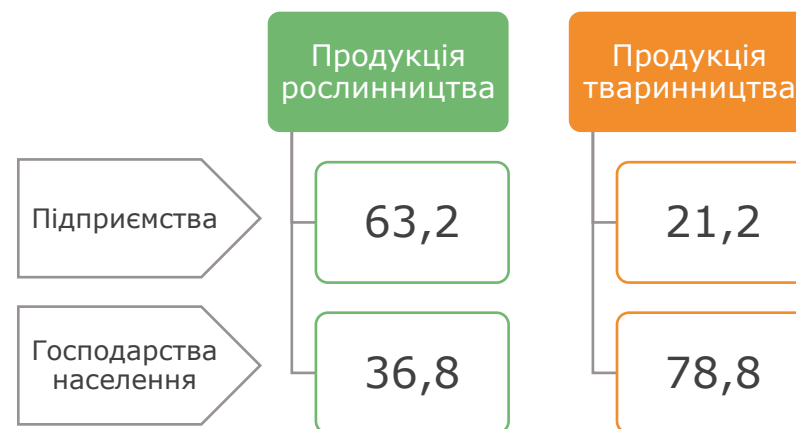 Продукція
рослинництва
Продукція
тваринництва
Підприємства
63,2
21,2
Господарства
населення
36,8
78,8